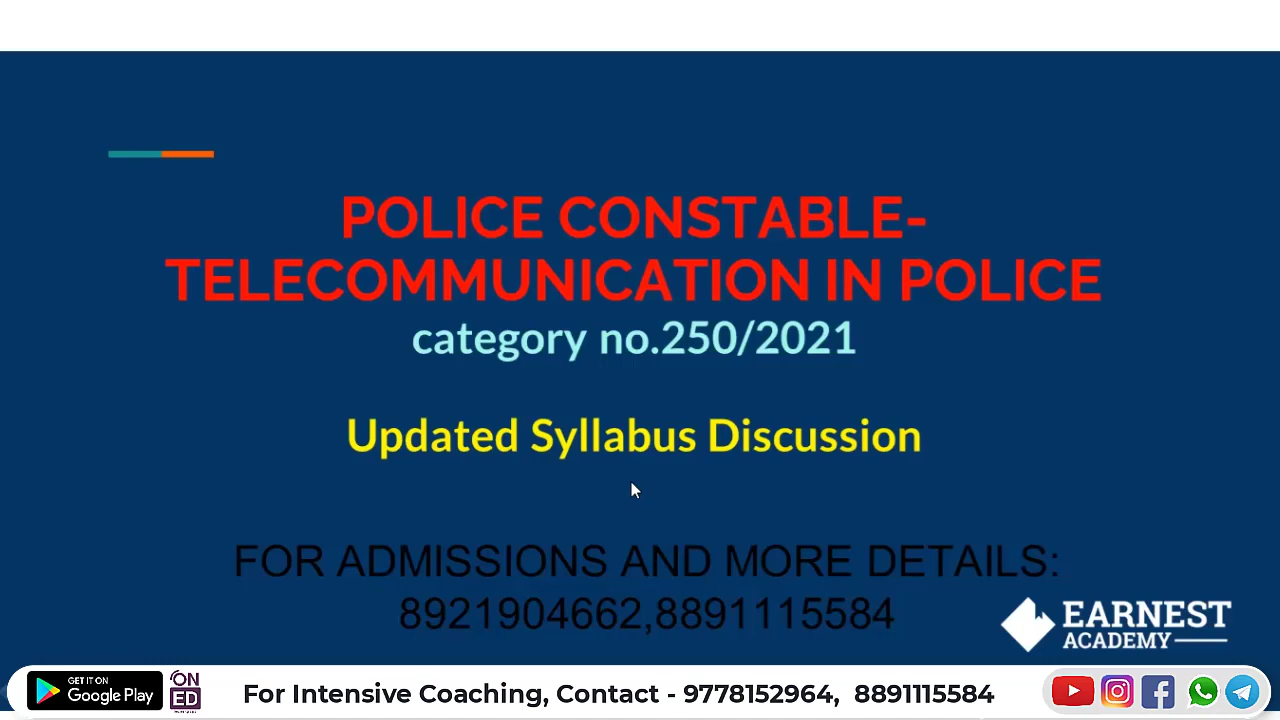 POLICE CONSTABLE-
TELECOMMUNICATION IN POLICE
category no.250/2021
Updated Syllabus Discussion
FOR ADMISSIONS AND MORE DETAILS:
8921904662,8891115584
EARNEST
ACADEMY
GET IT ON
Google Play
ON
ED
For Intensive Coaching, Contact - 9778152964, 8891115584